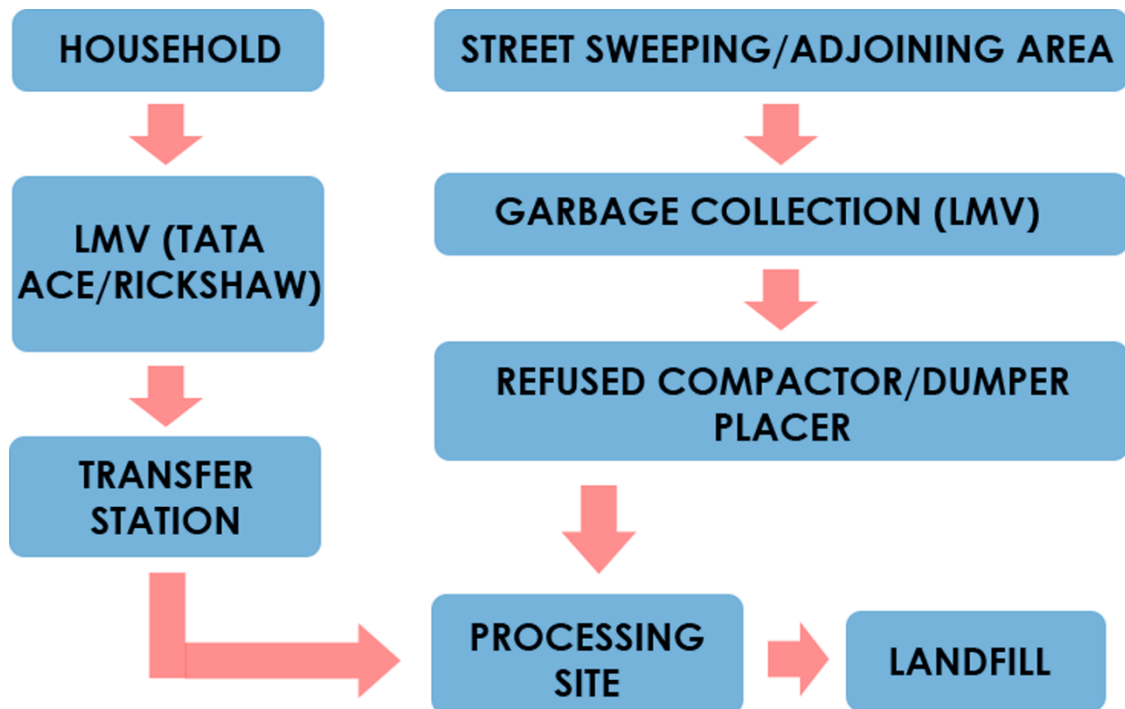 HOUSEHOLD
LMV (TATA
ACE/RICKSHAW)
TRANSFER
STATION
STREET SWEEPING/ADJOINING AREA
GARBAGE COLLECTION (LMV)
REFUSED COMPACTOR/DUMPER
PLACER
PROCESSING
SITE
LANDFILL